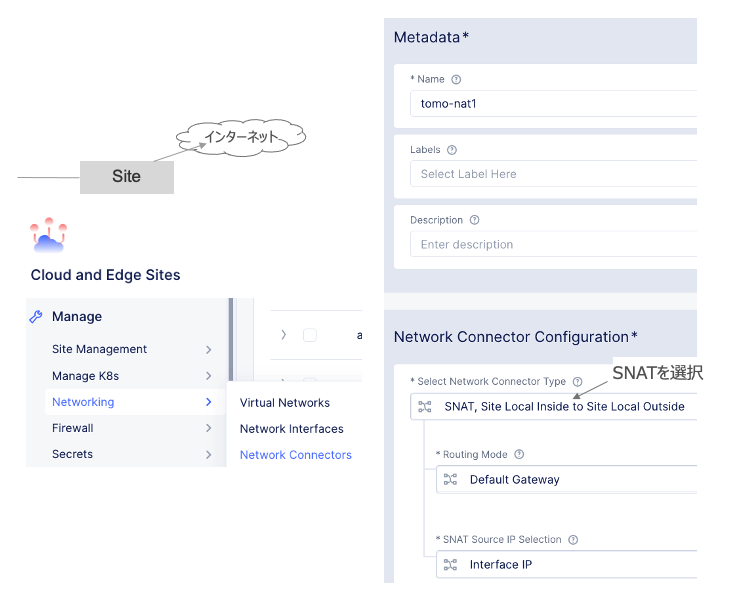 インターネット
Site
Cloud and Edge Sites
Manage
Site Management
Manage K8s
Networking
Firewall
Secrets
a
Virtual Networks
Network Interfaces
Network Connectors
Metadata*
* Name
tomo-nat1
Labels
Select Label Here
Description
Enter description
Network Connector Configuration*
SNATを選択
* Select Network Connector Type
SNAT, Site Local Inside to Site Local Outside
* Routing Mode
Default Gateway
* SNAT Source IP Selection
Interface IP